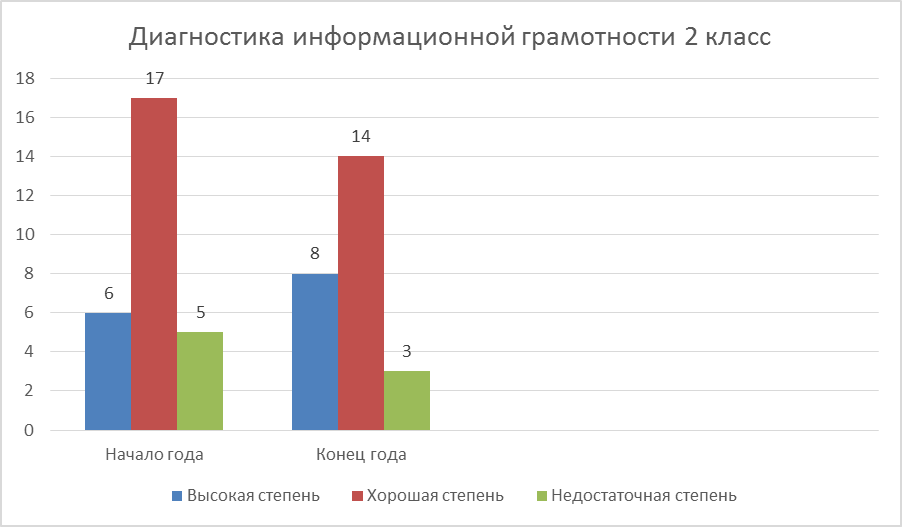 Диагностика информационной грамотности 2 класс
18
16
14
12
10
8
6
4
2
0
6
17
5
8
14
3
Начало года
Конец года
Высокая степень
Хорошая степень
Недостаточная степень